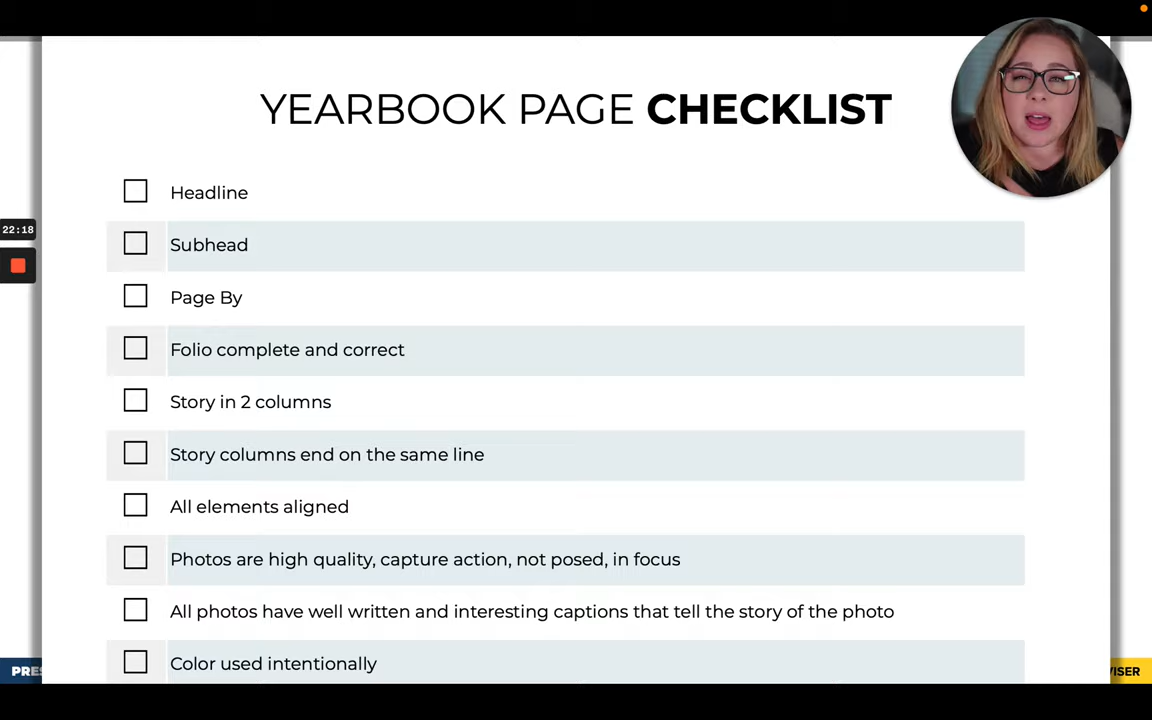 YEARBOOK PAGE CHECKLIST
Headline
Subhead
Page By
22:18
Folio complete and correct
Story in 2 columns
Story columns end on the same line
All elements aligned
Photos are high quality, capture action, not posed, in focus
All photos have well written and interesting captions that tell the story of the photo
Color used intentionally